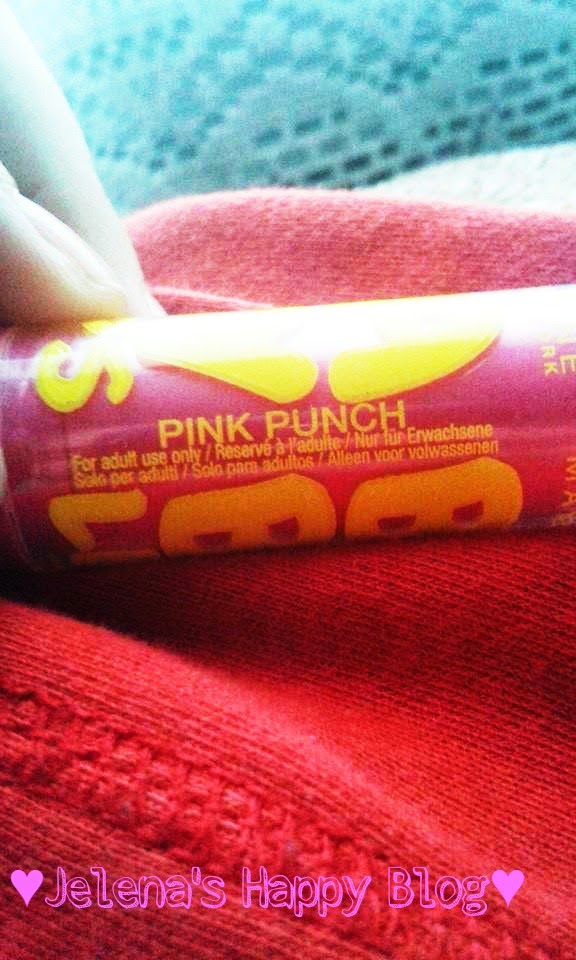 PINK PUNCH
For adult use only / Réservé à l'adulte / Nur für Erwachsene
Solo per adulti / Solo para adultos / Alleen voor volwassenen
♥Jelena's Happy Blog♥